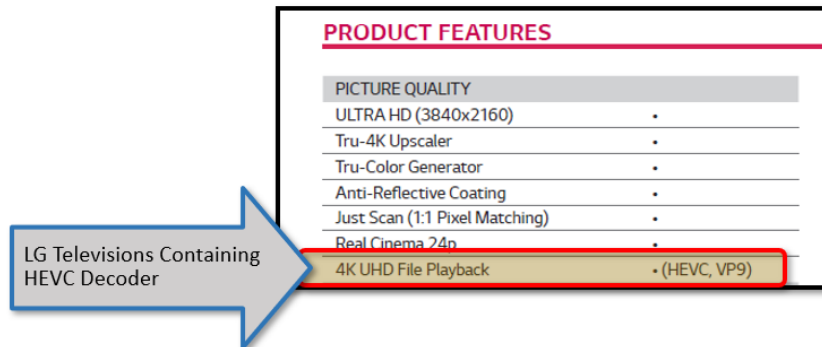 PRODUCT FEATURES
PICTURE QUALITY
ULTRA HD (3840x2160) •
Tru-4K Upscaler •
Tru-Color Generator •
Anti-Reflective Coating •
Just Scan (1:1 Pixel Matching) •
Real Cinema 24p •
4K UHD File Playback • (HEVC, VP9)
LG Televisions Containing
HEVC Decoder